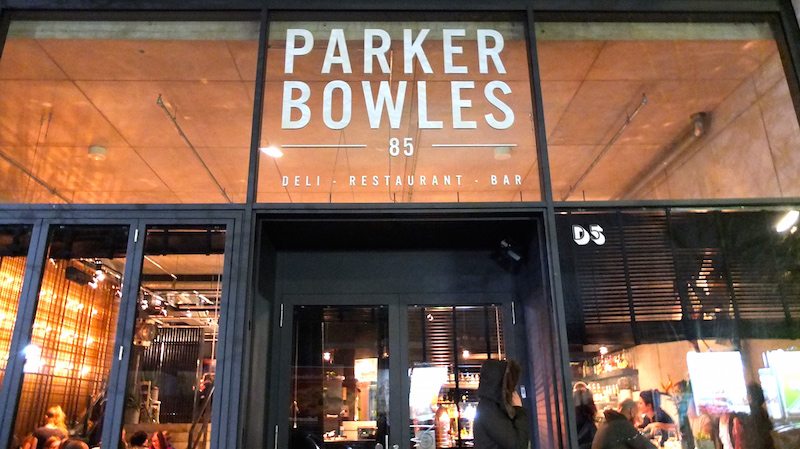 PARKER
BOWLES
85
DELI - RESTAURANT - BAR
D5